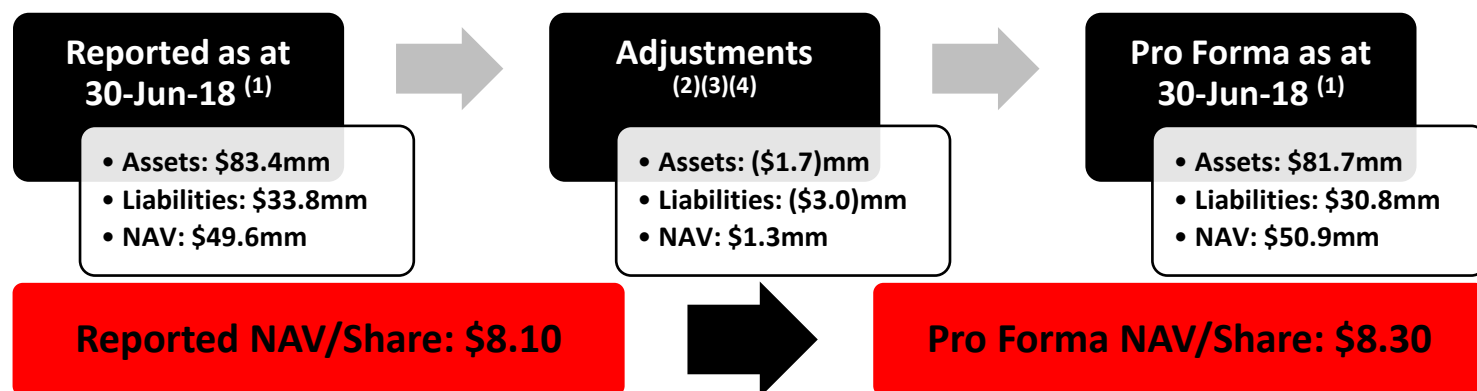 Reported as at
30-Jun-18 (1)
• Assets: $83.4mm
• Liabilities: $33.8mm
• NAV: $49.6mm
Adjustments
(2)(3)(4)
• Assets: ($1.7)mm
• Liabilities: ($3.0)mm
• NAV: $1.3mm
Pro Forma as at
30-Jun-18 (1)
• Assets: $81.7mm
• Liabilities: $30.8mm
• NAV: $50.9mm
Reported NAV/Share: $8.10
Pro Forma NAV/Share: $8.30